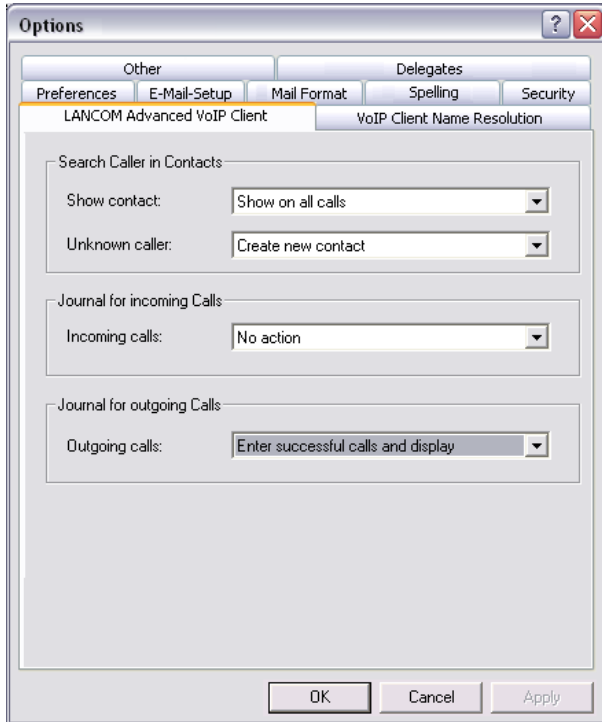 Options
Other Delegates
Preferences E-Mail-Setup Mail Format Spelling Security
LANCOM Advanced VoIP Client VoIP Client Name Resolution
Search Caller in Contacts
Show contact: Show on all calls
Unknown caller: Create new contact
Journal for incoming Calls
Incoming calls: No action
Journal for outgoing Calls
Outgoing calls: Enter successful calls and display
OK Cancel Apply